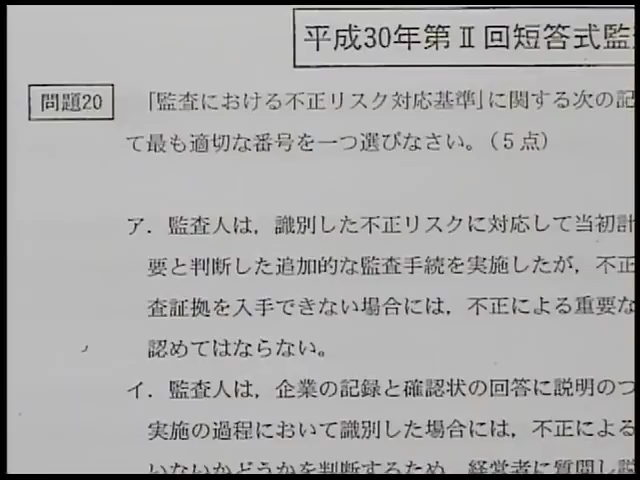 平成30年第Ⅱ回短答式監
問題20 「監査における不正リスク対応基準」に関する次の記
て最も適切な番号を一つ選びなさい。（5点）
ア．監査人は，識別した不正リスクに対応して当初計
要と判断した追加的な監査手続を実施したが，不正
査証拠を入手できない場合には，不正による重要な
認めてはならない。
イ．監査人は，企業の記録と確認状の回答に説明のつ
実施の過程において識別した場合には，不正による
いないかどうかを判断するため，経営者に質問し説